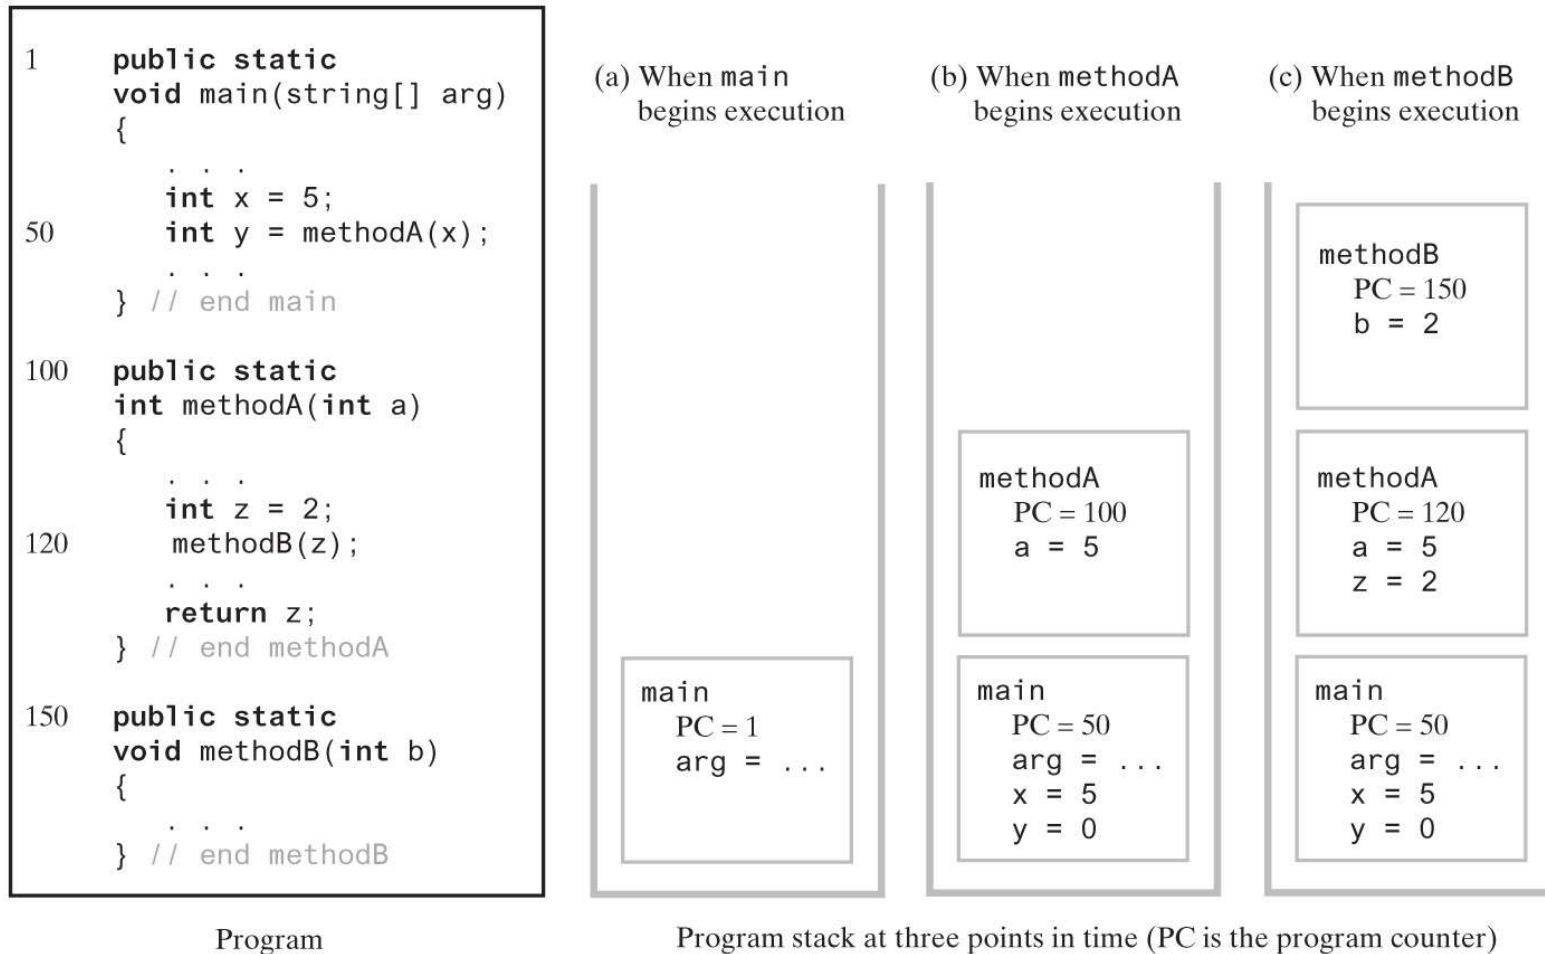 1 public static
void main(string[] arg)
{
. . .
int x = 5;
50 int y = methodA(x);
. . .
} // end main
100 public static
int methodA(int a)
{
. . .
int z = 2;
120 methodB(z);
. . .
return z;
} // end methodA
150 public static
void methodB(int b)
{
. . .
} // end methodB
Program
(a) When main
begins execution
main
PC = 1
arg = ...
(b) When methodA
begins execution
methodA
PC = 100
a = 5
main
PC = 50
arg = ...
x = 5
y = 0
(c) When methodB
begins execution
methodB
PC = 150
b = 2
methodA
PC = 120
a = 5
z = 2
main
PC = 50
arg = ...
x = 5
y = 0
Program stack at three points in time (PC is the program counter)